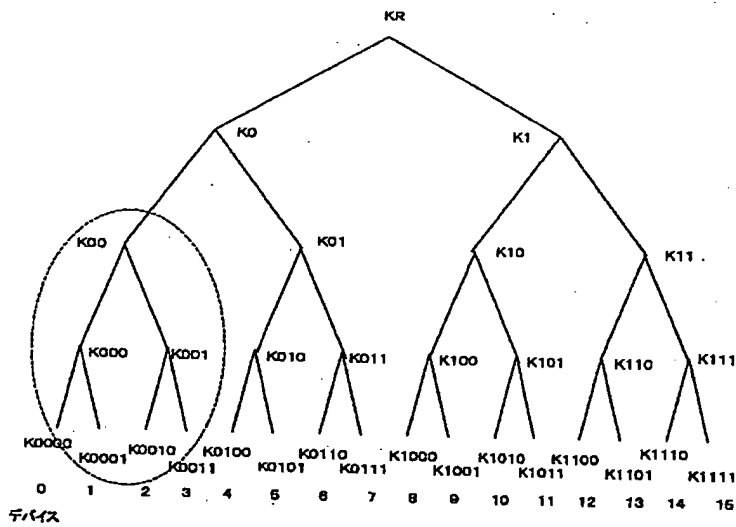 KR
K0
K1
K00
K01
K10
K11
K000
K001
K010
K011
K100
K101
K110
K111
K0000
K0001
K0010
K0011
K0100
K0101
K0110
K0111
K1000
K1001
K1010
K1011
K1100
K1101
K1110
K1111
0 1 2 3 4 5 6 7 8 9 10 11 12 13 14 15
デバイス